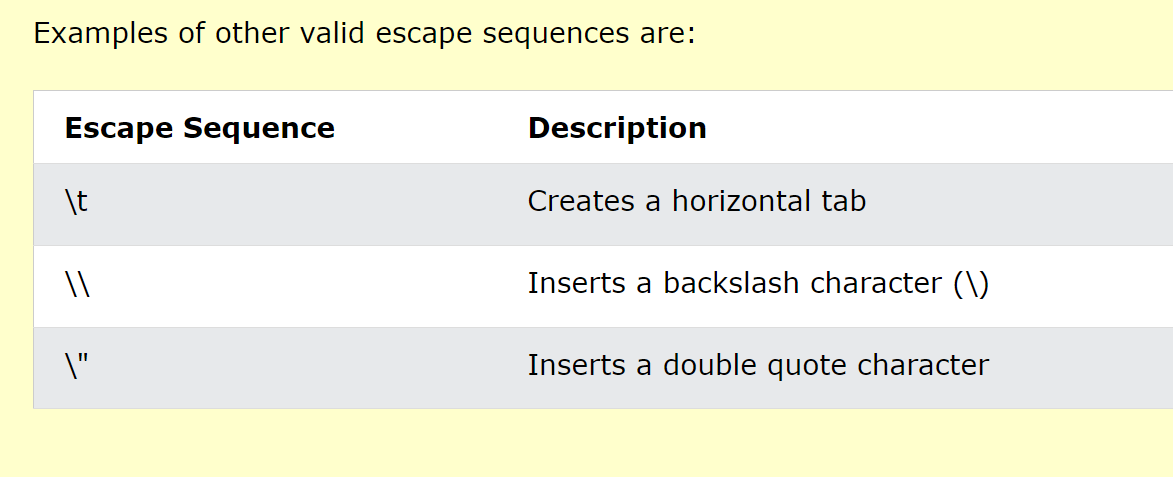 Examples of other valid escape sequences are:
Escape Sequence Description
\t Creates a horizontal tab
\\ Inserts a backslash character (\)
\" Inserts a double quote character